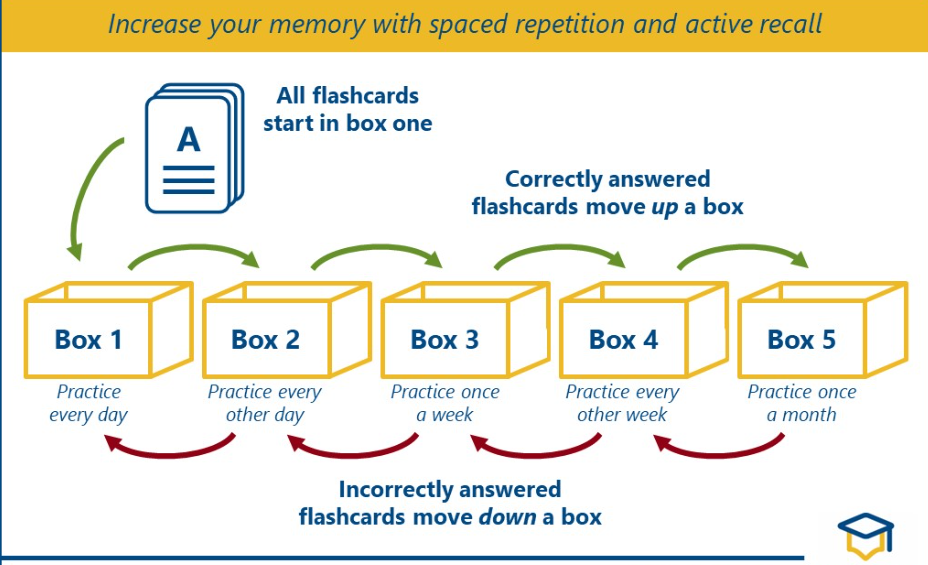 Increase your memory with spaced repetition and active recall
A
All flashcards
start in box one
Correctly answered
flashcards move up a box
Box 1
Box 2
Box 3
Box 4
Box 5
Practice
every day
Practice every
other day
Practice once
a week
Practice every
other week
Practice once
a month
Incorrectly answered
flashcards move down a box